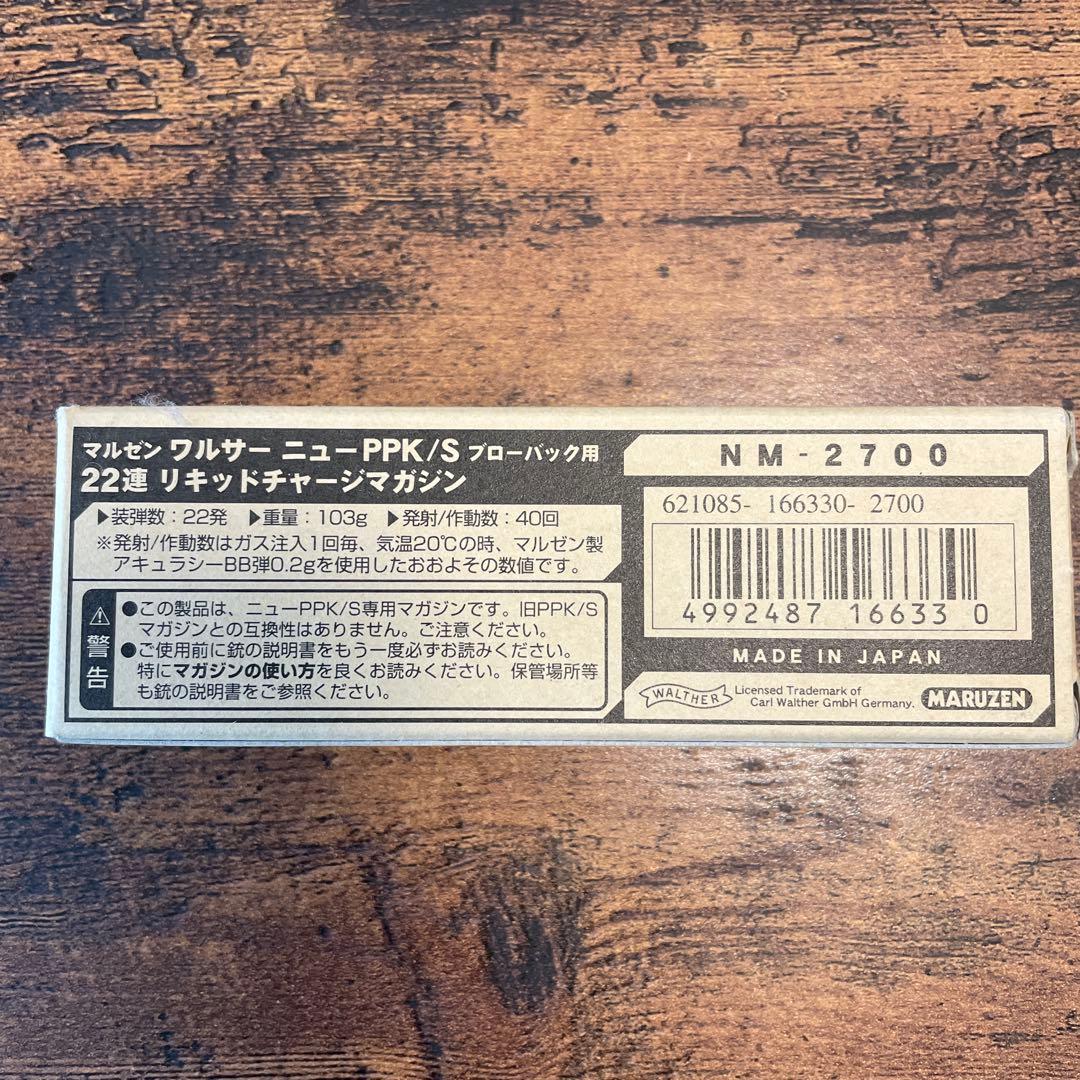 マルゼン ワルサー ニューPPK/S ブローバック用
22連 リキッドチャージマガジン
▶装弾数：22発 ▶重量：103g ▶発射/作動数：40回
※発射/作動数はガス注入1回毎、気温20℃の時、マルゼン製
アキュラシーBB弾0.2gを使用したおおよその数値です。
⚠警告
●この製品は、ニューPPK/S専用マガジンです。旧PPK/S
マガジンとの互換性はありません。ご注意ください。
●ご使用前に銃の説明書をもう一度必ずお読みください。
特にマガジンの使い方を良くお読みください。保管場所等
も銃の説明書をご参照ください。
NM-2700
621085- 166330- 2700
4992487 166330
MADE IN JAPAN
WALTHER
Licensed Trademark of
Carl Walther GmbH Germany.
MARUZEN